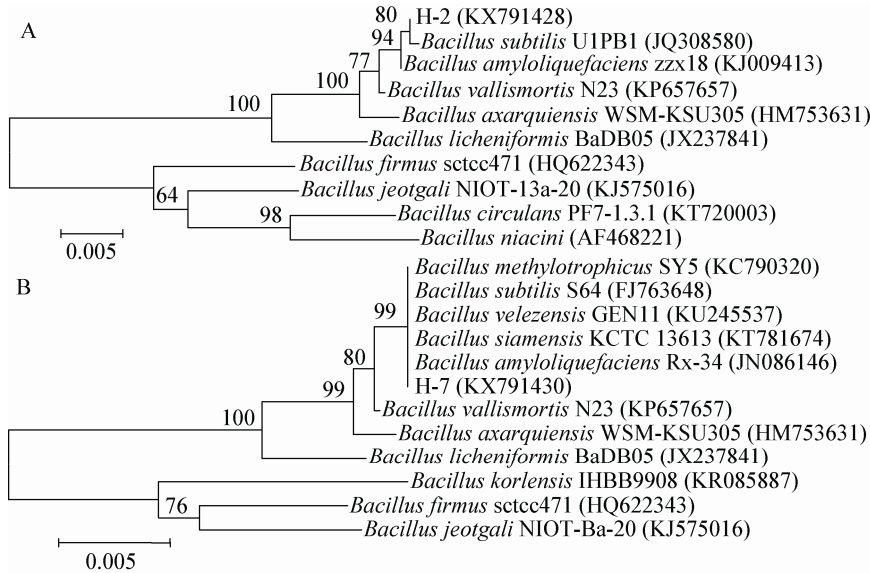 A
80 H-2 (KX791428)
94 Bacillus subtilis U1PB1 (JQ308580)
Bacillus amyloliquefaciens zzx18 (KJ009413)
77
100 Bacillus vallismortis N23 (KP657657)
100 Bacillus axarquiensis WSM-KSU305 (HM753631)
Bacillus licheniformis BaDB05 (JX237841)
Bacillus firmus sctcc471 (HQ622343)
64 Bacillus jeotgali NIOT-13a-20 (KJ575016)
98 Bacillus circulans PF7-1.3.1 (KT720003)
Bacillus niacini (AF468221)
0.005
B
Bacillus methylotrophicus SY5 (KC790320)
Bacillus subtilis S64 (FJ763648)
99 Bacillus velezensis GEN11 (KU245537)
Bacillus siamensis KCTC 13613 (KT781674)
80 Bacillus amyloliquefaciens Rx-34 (JN086146)
99 H-7 (KX791430)
100 Bacillus vallismortis N23 (KP657657)
Bacillus axarquiensis WSM-KSU305 (HM753631)
Bacillus licheniformis BaDB05 (JX237841)
Bacillus korlensis IHBB9908 (KR085887)
76 Bacillus firmus sctcc471 (HQ622343)
Bacillus jeotgali NIOT-Ba-20 (KJ575016)
0.005